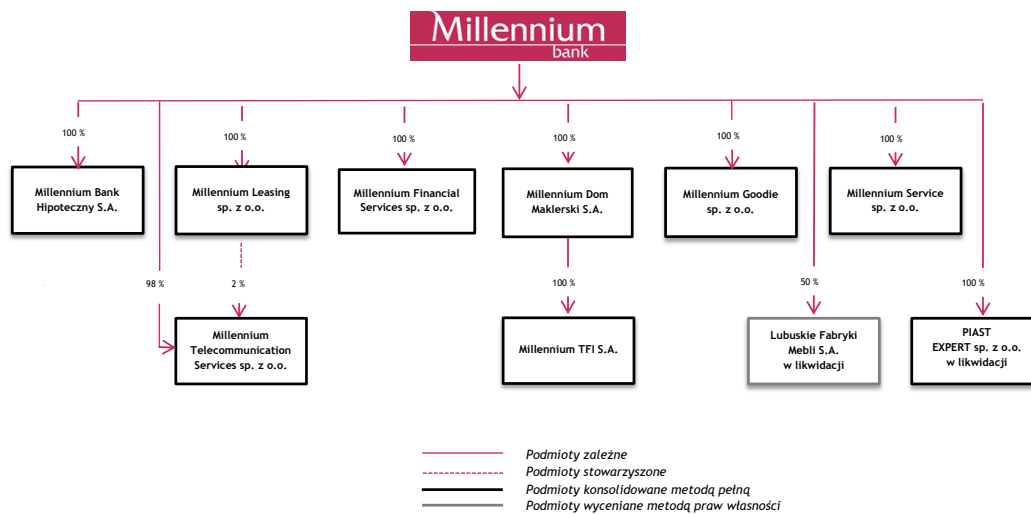 Millennium
bank
100 %
100 %
100 %
100 %
100 %
100 %
Millennium Bank
Hipoteczny S.A.
Millennium Leasing
sp. z o.o.
Millennium Financial
Services sp. z o.o.
Millennium Dom
Maklerski S.A.
Millennium Goodie
sp. z o.o.
Millennium Service
sp. z o.o.
98 %
2 %
100 %
50 %
100 %
Millennium
Telecommunication
Services sp. z o.o.
Millennium TFI S.A.
Lubuskie Fabryki
Mebli S.A.
w likwidacji
PIAST
EXPERT sp. z o.o.
w likwidacji
Podmioty zależne
Podmioty stowarzyszone
Podmioty konsolidowane metodą pełną
Podmioty wyceniane metodą praw własności